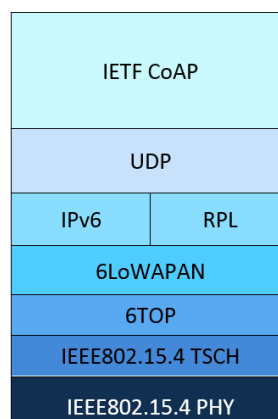 IETF CoAP
UDP
IPv6 RPL
6LoWAPAN
6TOP
IEEE802.15.4 TSCH
IEEE802.15.4 PHY